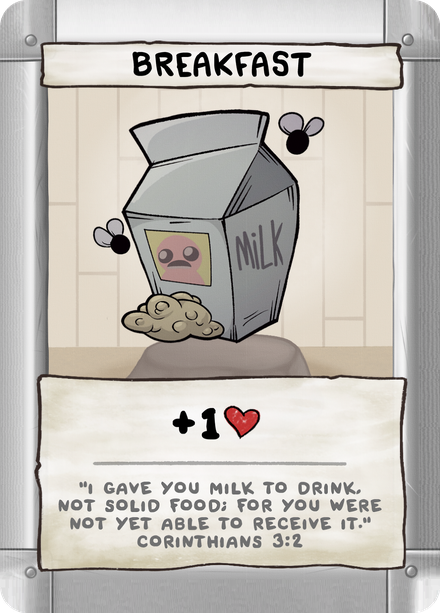 BREAKFAST
MiLK
+1
"I GAVE YOU MILK TO DRINK,
NOT SOLID FOOD; FOR YOU WERE
NOT YET ABLE TO RECEIVE IT."
CORINTHIANS 3:2